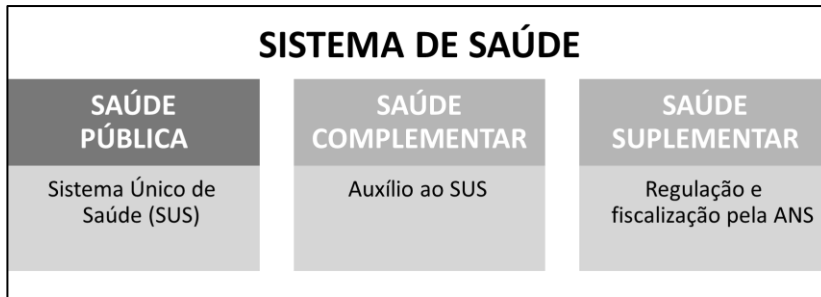 SISTEMA DE SAÚDE
SAÚDE
PÚBLICA
Sistema Único de
Saúde (SUS)
SAÚDE
COMPLEMENTAR
Auxílio ao SUS
SAÚDE
SUPLEMENTAR
Regulação e
fiscalização pela ANS